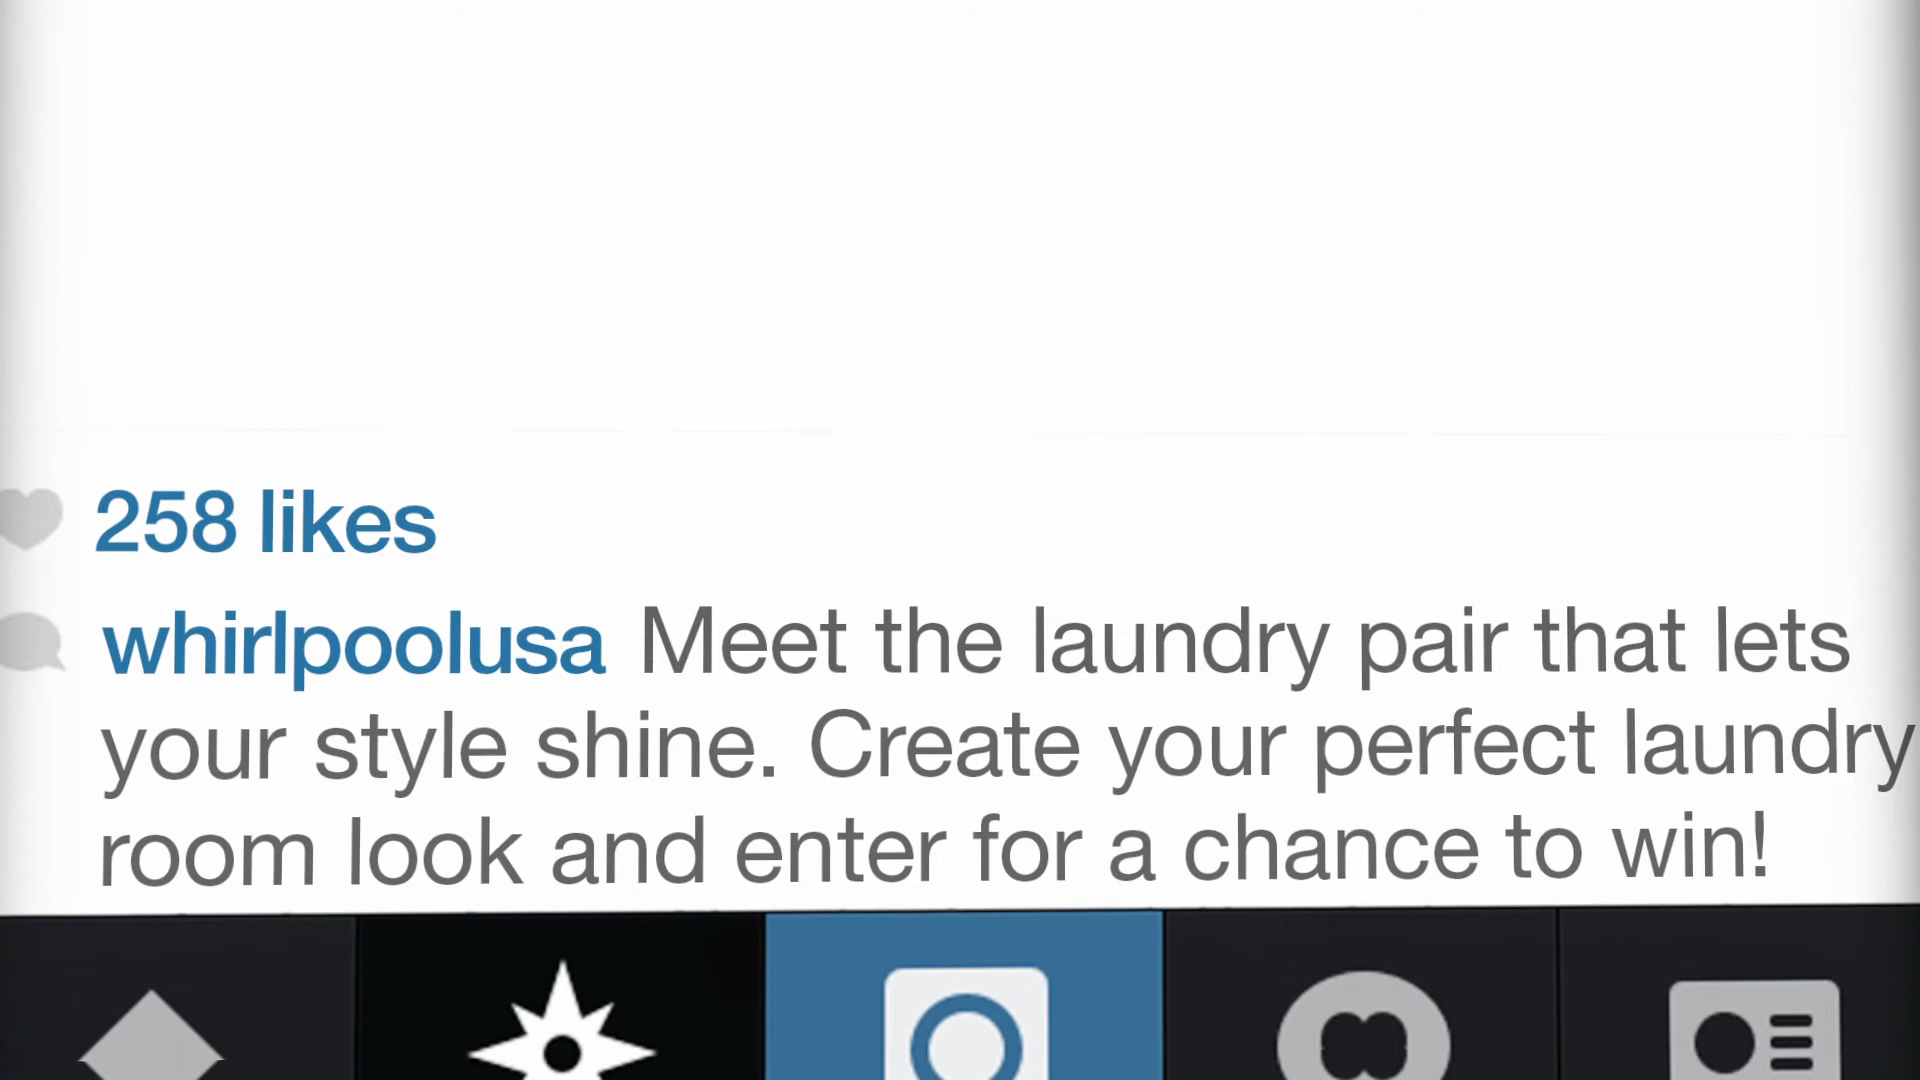 258 likes
whirlpoolusa Meet the laundry pair that lets
your style shine. Create your perfect laundry
room look and enter for a chance to win!